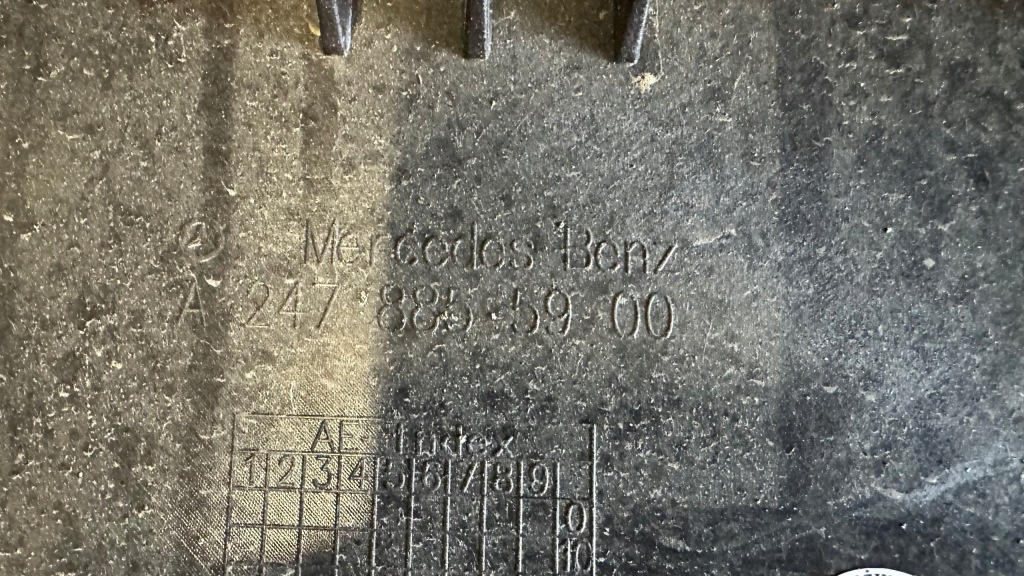 Mercedes Benz
A 247 885 59 00
AE-Index
1 2 3 4 5 6 7 8 9
0
10